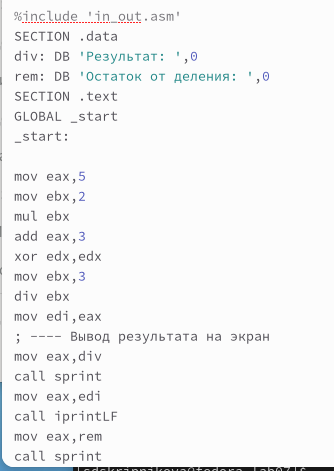 %include 'in_out.asm'
SECTION .data
div: DB 'Результат: ',0
rem: DB 'Остаток от деления: ',0
SECTION .text
GLOBAL _start
_start:
mov eax,5
mov ebx,2
mul ebx
add eax,3
xor edx,edx
mov ebx,3
div ebx
mov edi,eax
; ---- Вывод результата на экран
mov eax,div
call sprint
mov eax,edi
call iprintLF
mov eax,rem
call sprint